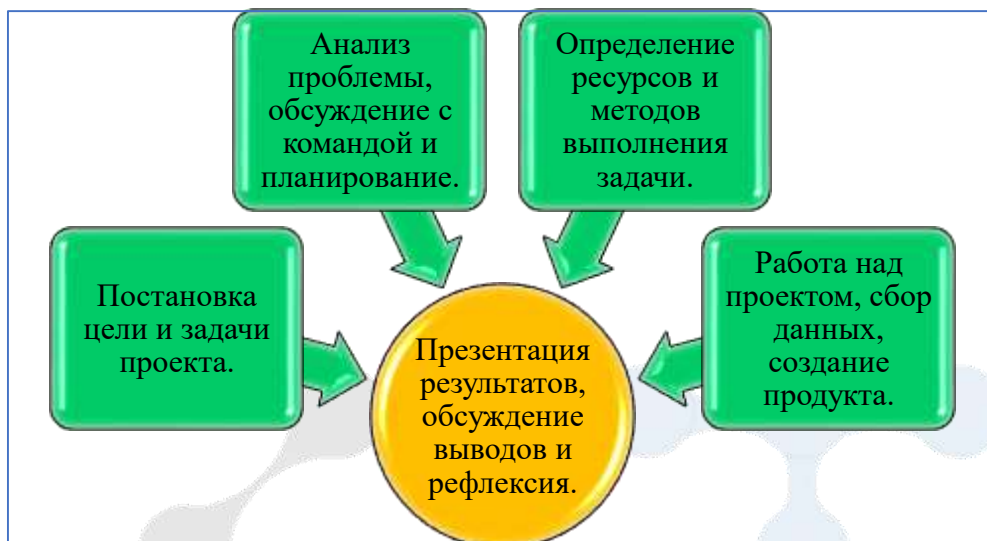 Анализ
проблемы,
обсуждение с
командой и
планирование.
Определение
ресурсов и
методов
выполнения
задачи.
Постановка
цели и задачи
проекта.
Работа над
проектом, сбор
данных,
создание
продукта.
Презентация
результатов,
обсуждение
выводов и
рефлексия.